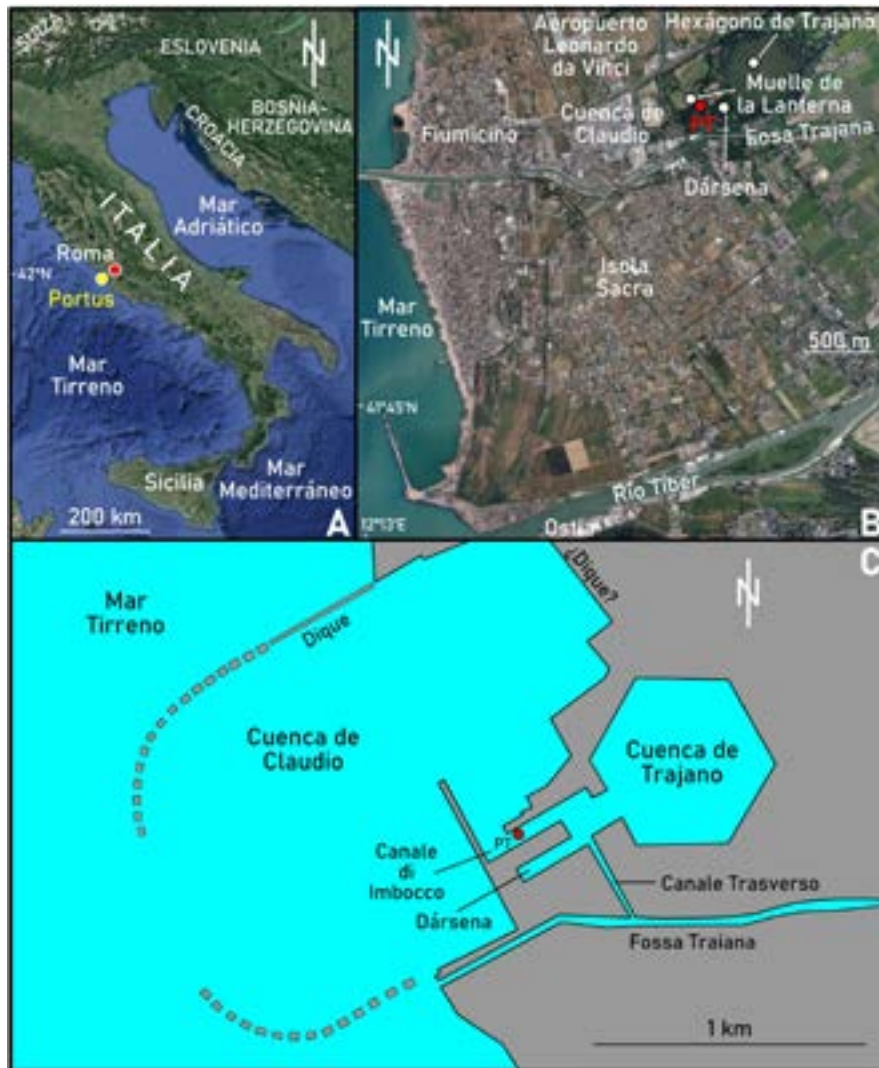 Suiza
ESLOVENIA
N
CROACIA
BOSNIA-
HERZEGOVINA
ITALIA
Mar
Adriático
Roma
42°N
Portus
Mar
Tirreno
Sicilia
Mar
Mediterráneo
200 km
A
N
Aeropuerto
Leonardo
da Vinci
Hexágono de Trajano
Muelle de
la Lanterna
Cuenca de
Claudio
PT
Fosa Trajana
Fiumicino
Dársena
Isola
Sacra
Mar
Tirreno
500 m
41°45'N
Río Tiber
12°13'E
Ostia
B
C
N
Mar
Tirreno
Dique
¿Dique?
Cuenca de
Claudio
Cuenca de
Trajano
PT
Canale
di
Imbocco
Dársena
Canale Trasverso
Fossa Traiana
1 km